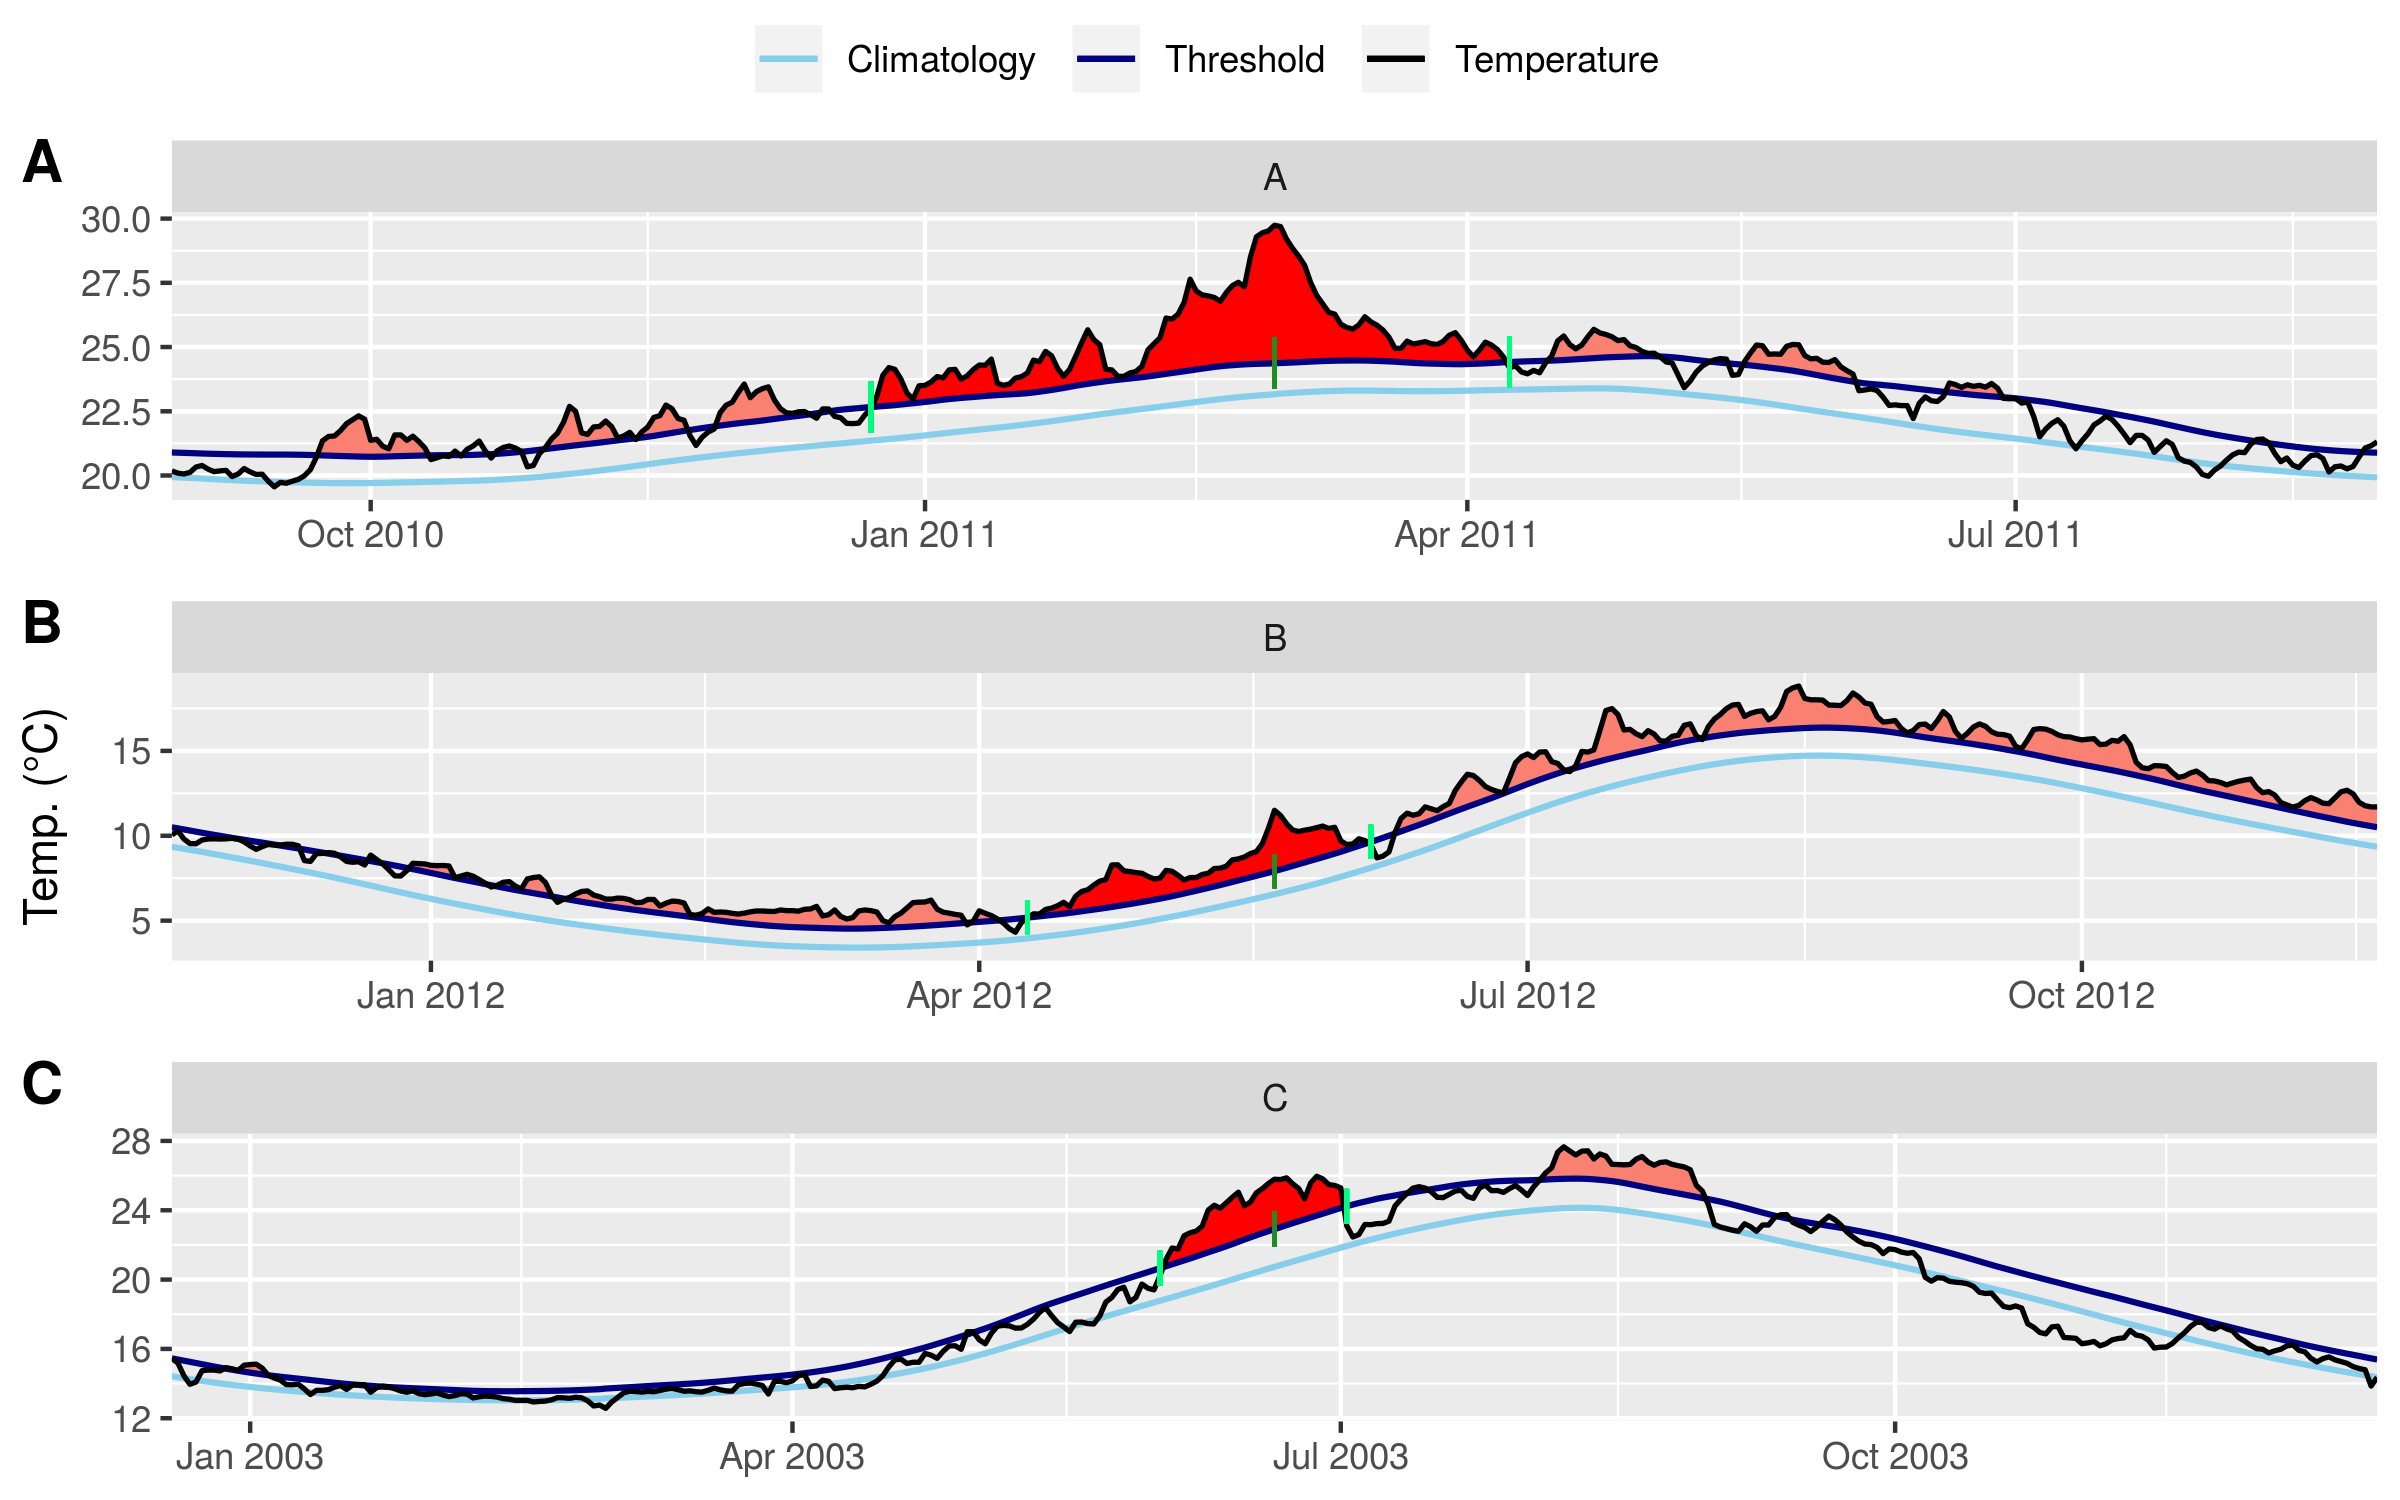 Climatology Threshold Temperature
A
A
30.0
27.5
25.0
22.5
20.0
Oct 2010 Jan 2011 Apr 2011 Jul 2011
B
B
Temp. (°C)
15
10
5
Jan 2012 Apr 2012 Jul 2012 Oct 2012
C
C
28
24
20
16
12
Jan 2003 Apr 2003 Jul 2003 Oct 2003